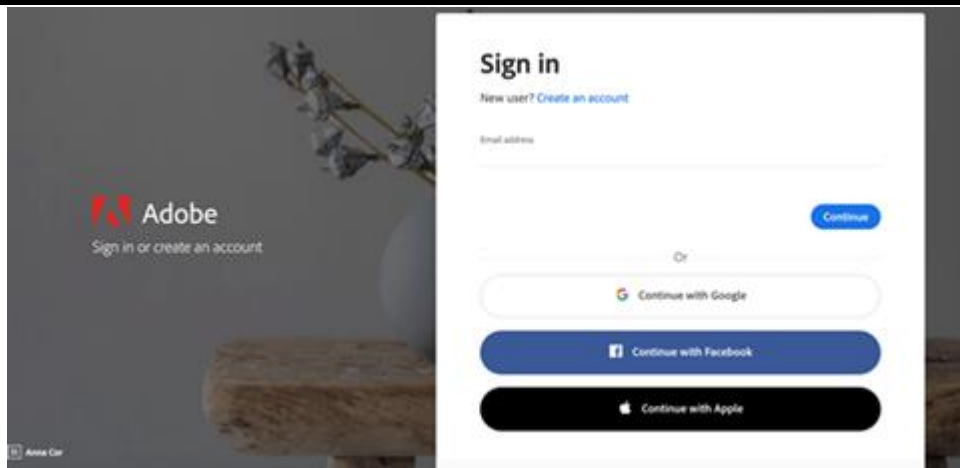 Adobe
Sign in or create an account
Anna Cor
Sign in
New user? Create an account
Email address
Continue
Or
Continue with Google
Continue with Facebook
Continue with Apple